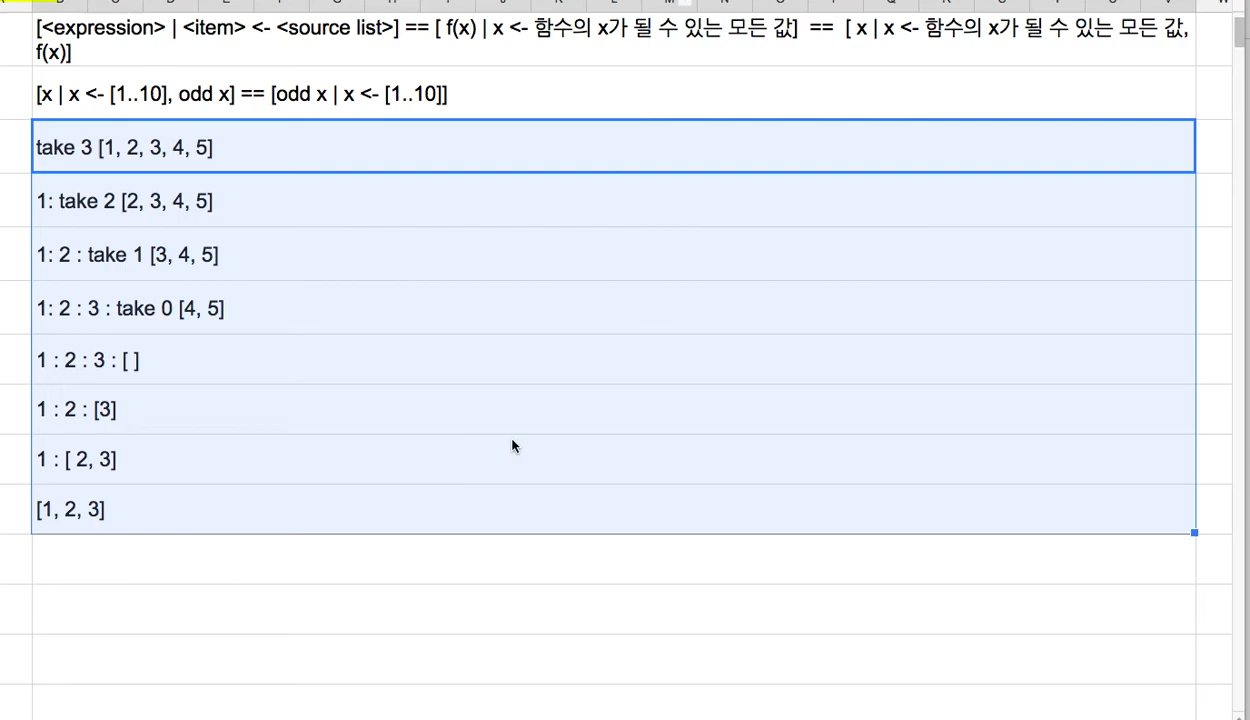 [<expression> | <item> <- <source list>] == [ f(x) | x <- 함수의 x가 될 수 있는 모든 값]  ==  [ x | x <- 함수의 x가 될 수 있는 모든 값,
f(x)]
[x | x <- [1..10], odd x] == [odd x | x <- [1..10]]
take 3 [1, 2, 3, 4, 5]
1: take 2 [2, 3, 4, 5]
1: 2 : take 1 [3, 4, 5]
1: 2 : 3 : take 0 [4, 5]
1 : 2 : 3 : [ ]
1 : 2 : [3]
1 : [ 2, 3]
[1, 2, 3]